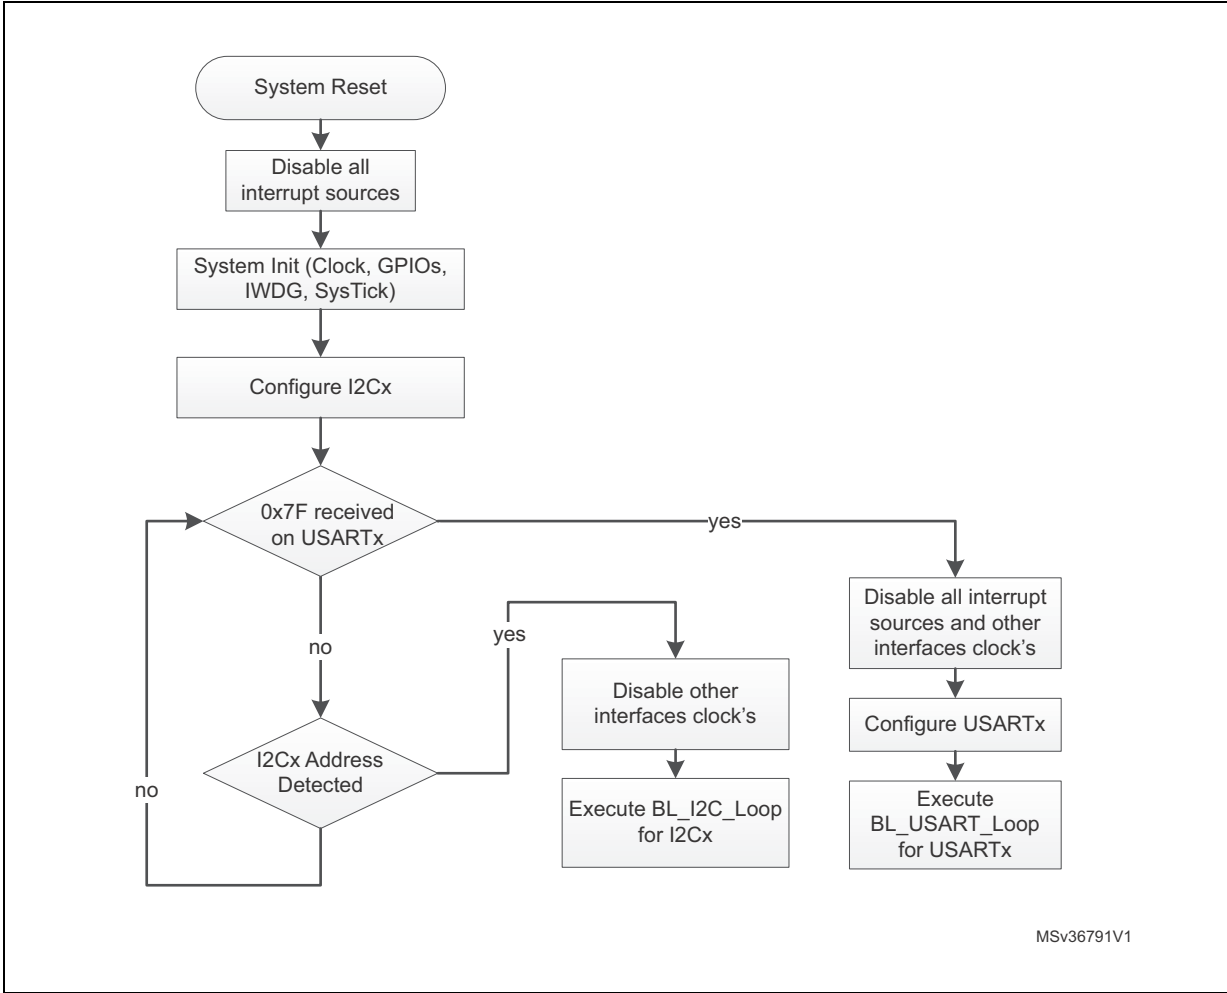 System Reset
Disable all
interrupt sources
System Init (Clock, GPIOs,
IWDG, SysTick)
Configure I2Cx
0x7F received
on USARTx
yes
no
I2Cx Address
Detected
no
yes
Disable other
interfaces clock's
Execute BL_I2C_Loop
for I2Cx
Disable all interrupt
sources and other
interfaces clock's
Configure USARTx
Execute
BL_USART_Loop
for USARTx
MSv36791V1